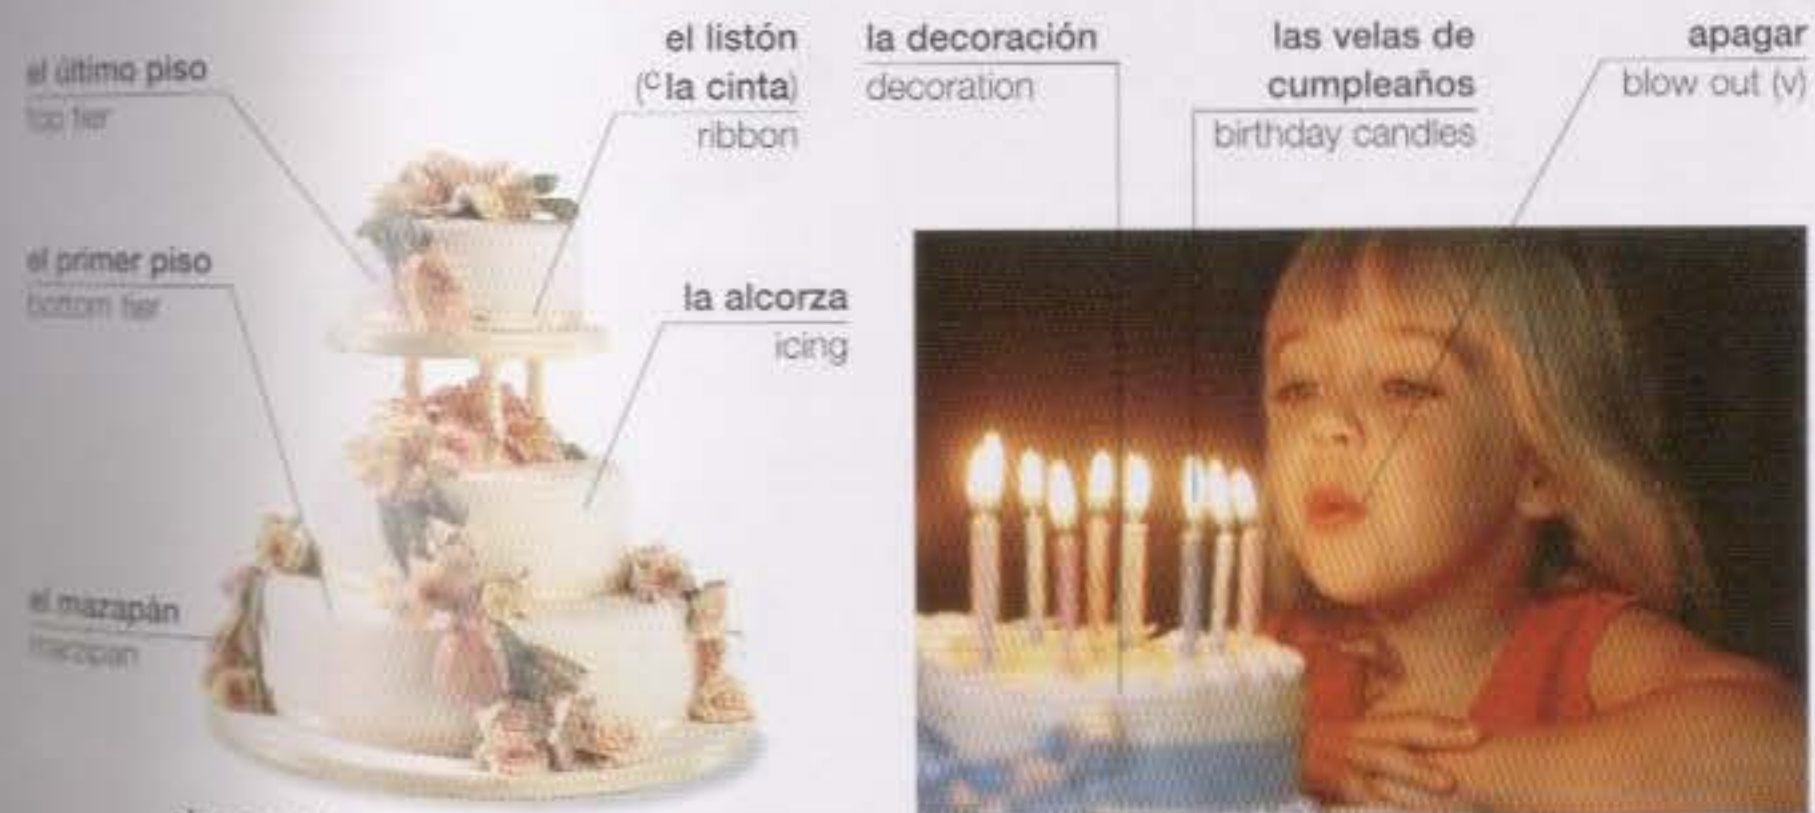 el último piso
top tier
el primer piso
bottom tier
el mazapán
marzipan
el listón
(ᶜla cinta)
ribbon
la alcorza
icing
la decoración
decoration
las velas de
cumpleaños
birthday candles
apagar
blow out (v)